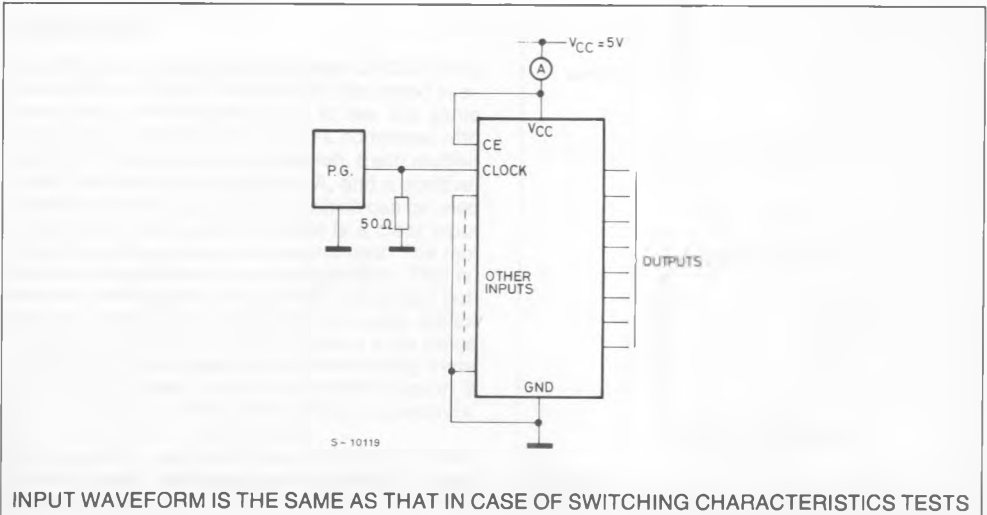 VCC = 5V
A
VCC
CE
P.G.
CLOCK
50Ω
OTHER
INPUTS
OUTPUTS
GND
S-10119
INPUT WAVEFORM IS THE SAME AS THAT IN CASE OF SWITCHING CHARACTERISTICS TESTS